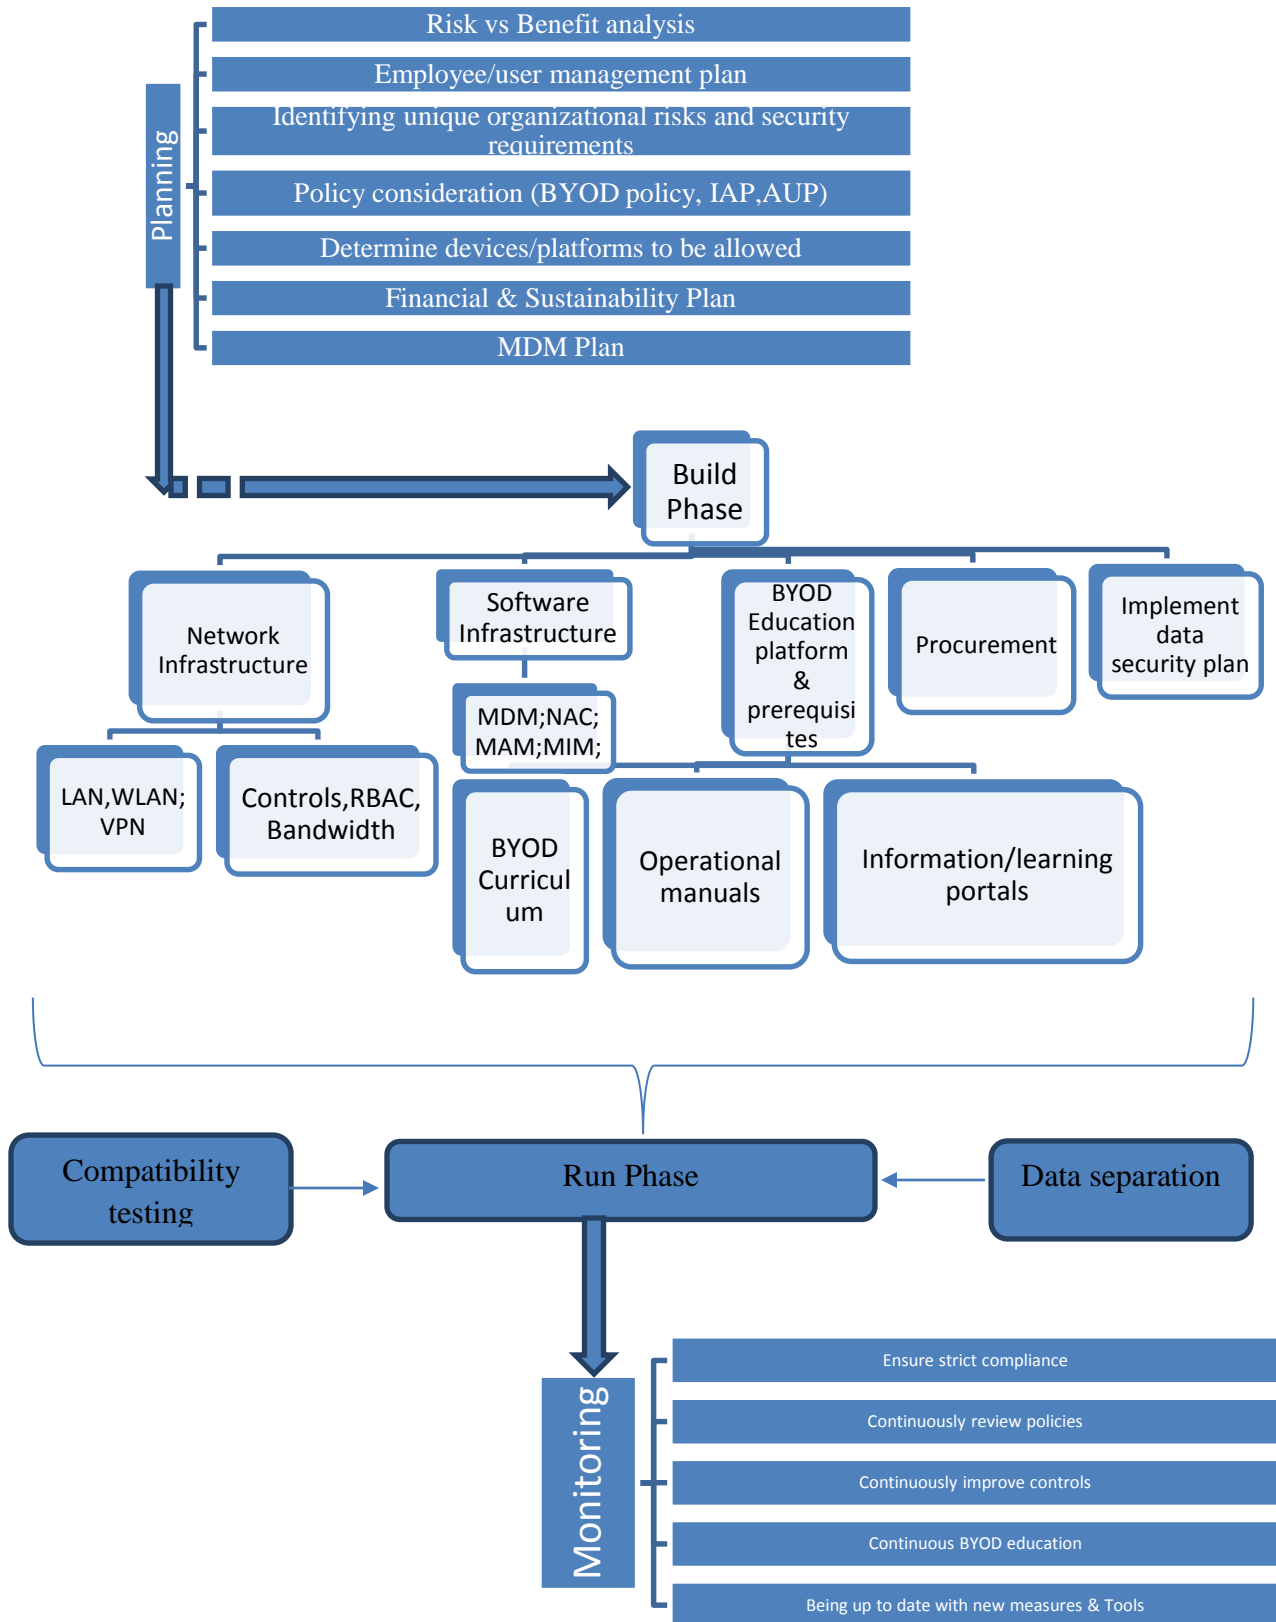 Risk vs Benefit analysis
Employee/user management plan
Identifying unique organizational risks and security
requirements
Planning
Policy consideration (BYOD policy, IAP,AUP)
Determine devices/platforms to be allowed
Financial & Sustainability Plan
MDM Plan
Build
Phase
Network
Infrastructure
Software
Infrastructure
BYOD
Education
platform
&
prerequisi
tes
Procurement
Implement
data
security plan
LAN,WLAN;
VPN
Controls,RBAC,
Bandwidth
MDM;NAC;
MAM;MIM;
BYOD
Curricul
um
Operational
manuals
Information/learning
portals
Compatibility
testing
Run Phase
Data separation
Monitoring
Ensure strict compliance
Continuously review policies
Continuously improve controls
Continuous BYOD education
Being up to date with new measures & Tools